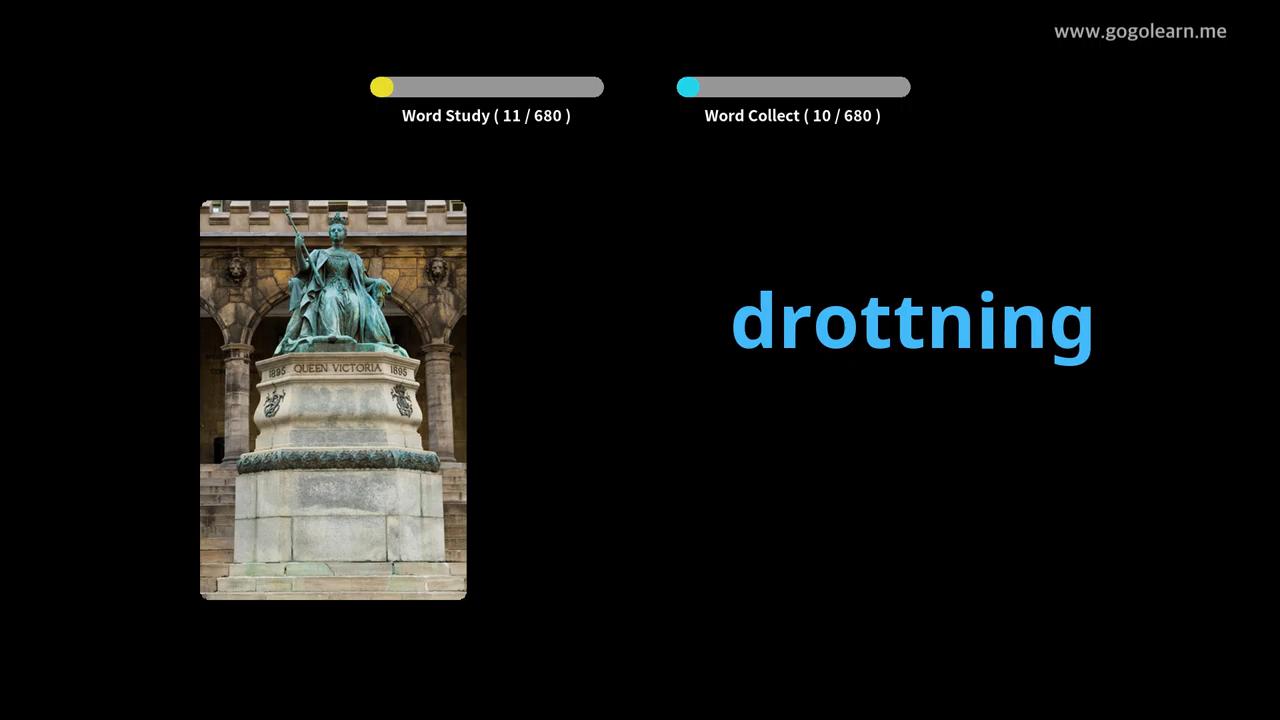 www.gogolearn.me
Word Study ( 11 / 680 )
Word Collect ( 10 / 680 )
drottning
1895 QUEEN VICTORIA 1895